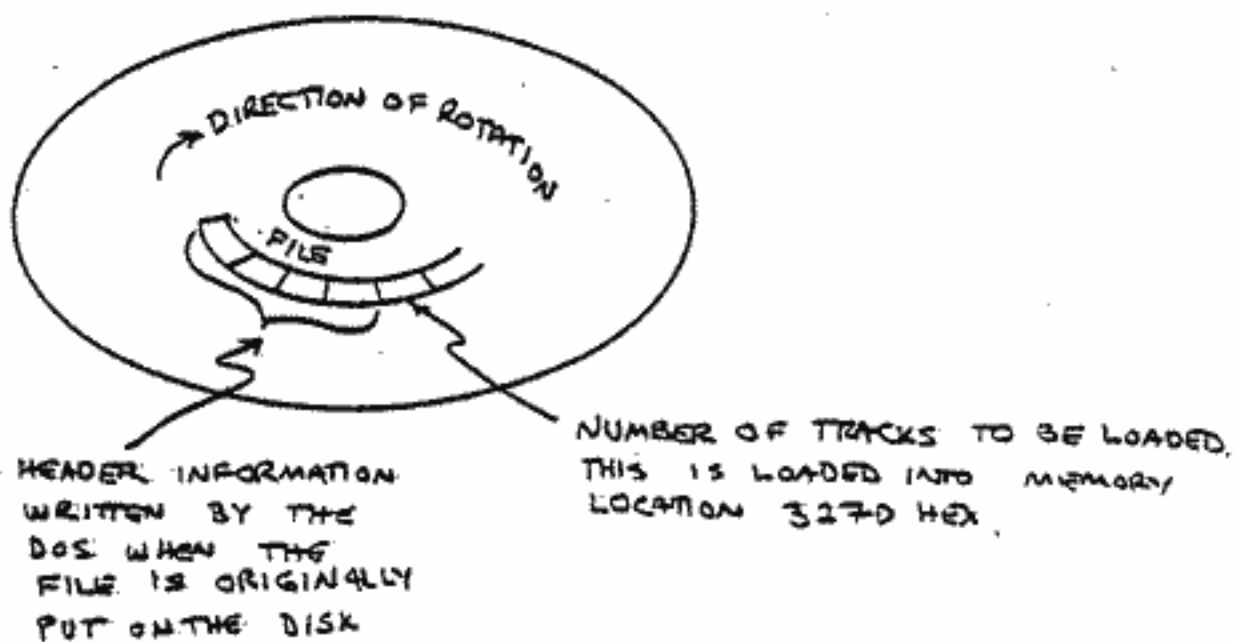 DIRECTION OF ROTATION
FILE
HEADER INFORMATION
WRITTEN BY THE
DOS WHEN THE
FILE IS ORIGINALLY
PUT ON THE DISK
NUMBER OF TRACKS TO BE LOADED.
THIS IS LOADED INTO MEMORY
LOCATION 327D HEX.